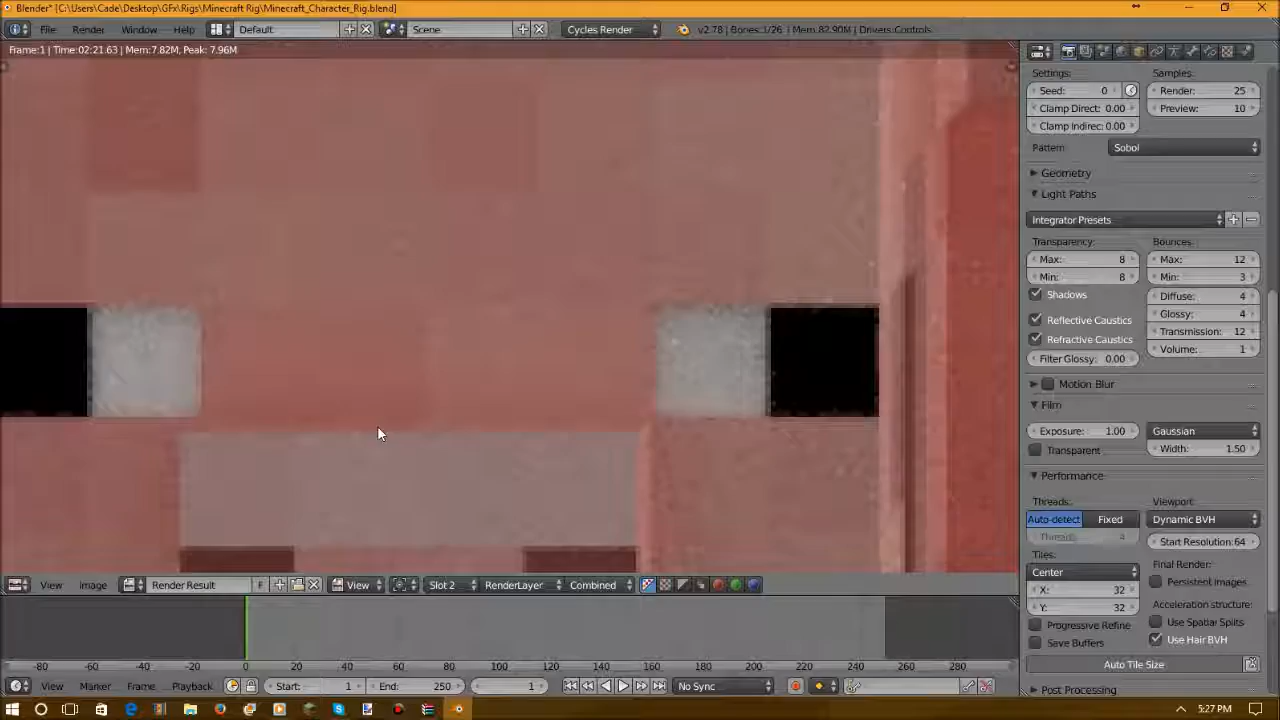 Blender* [C:\Users\Cade\Desktop\GFx\Rigs\Minecraft Rig\Minecraft_Character_Rig.blend]
File Render Window Help Default Scene Cycles Render v2.78 | Bones:1/26 | Mem:82.90M | Drivers:Controls
Frame:1 | Time:02:21.63 | Mem:7.82M, Peak: 7.96M
Settings: Samples:
Seed: 0 Render: 25
Clamp Direct: 0.00 Preview: 10
Clamp Indirec: 0.00
Pattern: Sobol
Geometry
Light Paths
Integrator Presets
Transparency: Bounces:
Max: 8 Max: 12
Min: 8 Min: 3
Shadows Diffuse: 4
Reflective Caustics Glossy: 4
Refractive Caustics Transmission: 12
Filter Glossy: 0.00 Volume: 1
Motion Blur
Film
Exposure: 1.00 Gaussian
Transparent Width: 1.50
Performance
Threads: Viewport:
Auto-detect Fixed Dynamic BVH
Threads: 4 Start Resolution: 64
Tiles: Final Render:
Center Persistent Images
X: 32 Acceleration structure:
Y: 32 Use Spatial Splits
Progressive Refine Use Hair BVH
Save Buffers
Auto Tile Size
Post Processing
View Image Render Result F View Slot 2 RenderLayer Combined
-80 -60 -40 -20 0 20 40 60 80 100 120 140 160 180 200 220 240 260 280
View Marker Frame Playback Start: 1 End: 250 1 No Sync
5:27 PM